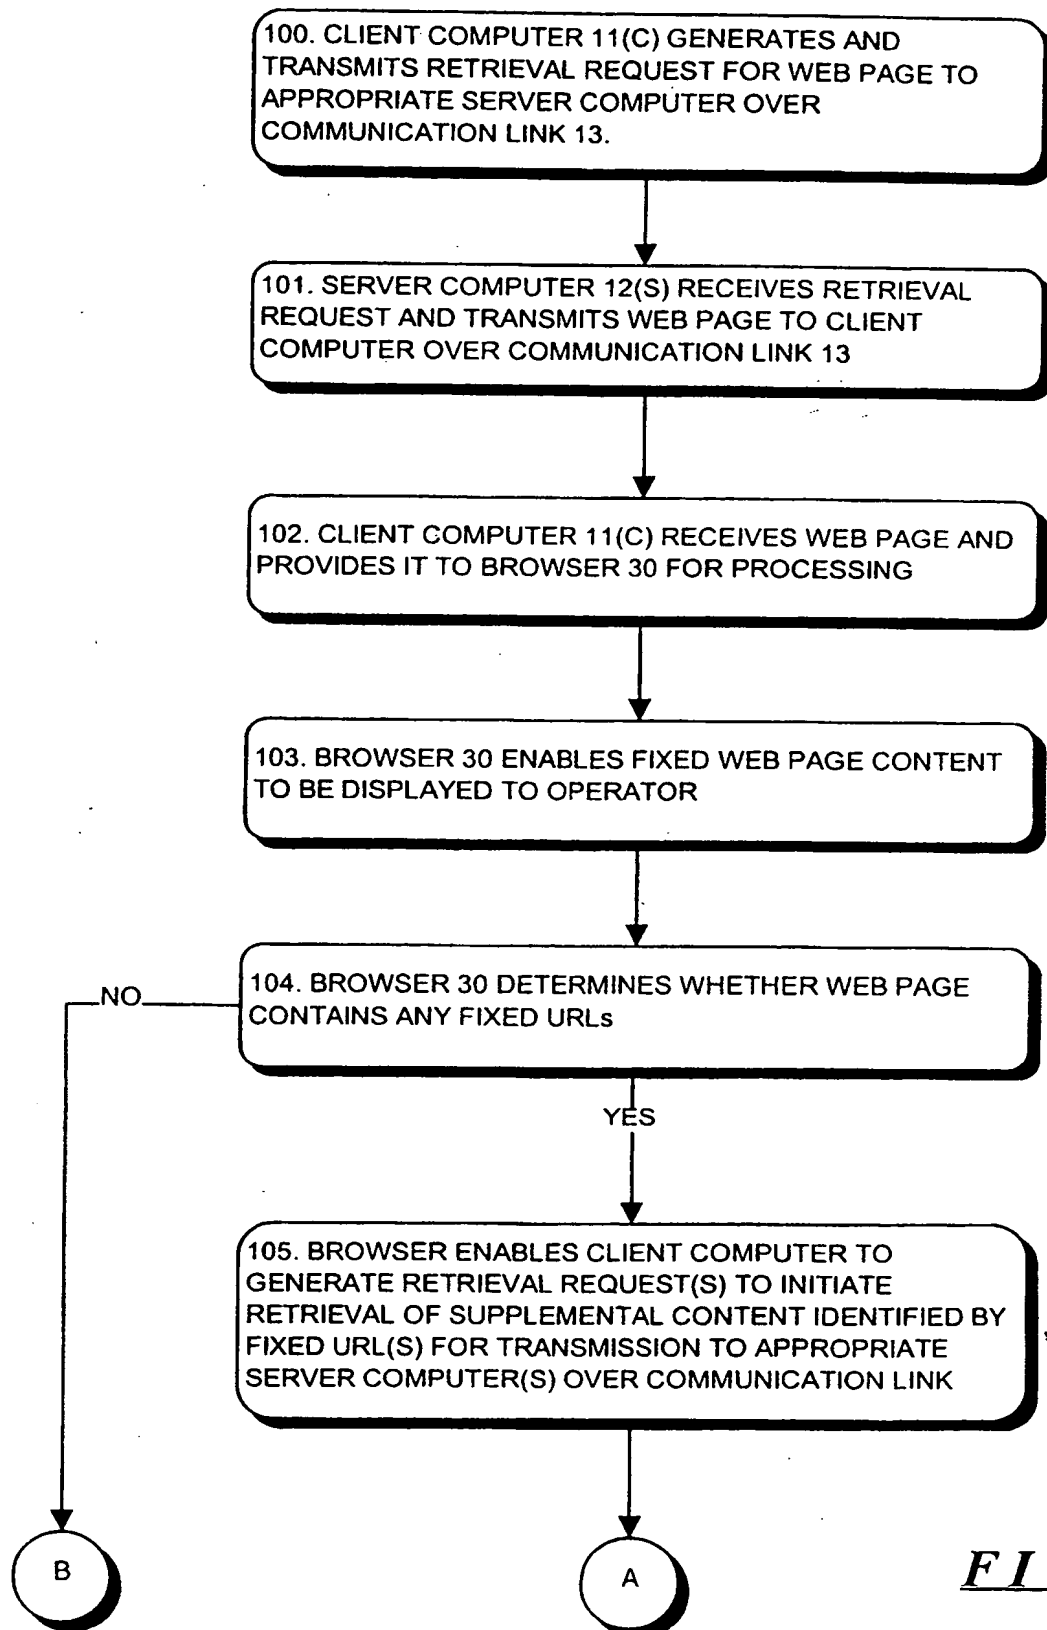 100. CLIENT COMPUTER 11(C) GENERATES AND
TRANSMITS RETRIEVAL REQUEST FOR WEB PAGE TO
APPROPRIATE SERVER COMPUTER OVER
COMMUNICATION LINK 13.
101. SERVER COMPUTER 12(S) RECEIVES RETRIEVAL
REQUEST AND TRANSMITS WEB PAGE TO CLIENT
COMPUTER OVER COMMUNICATION LINK 13
102. CLIENT COMPUTER 11(C) RECEIVES WEB PAGE AND
PROVIDES IT TO BROWSER 30 FOR PROCESSING
103. BROWSER 30 ENABLES FIXED WEB PAGE CONTENT
TO BE DISPLAYED TO OPERATOR
104. BROWSER 30 DETERMINES WHETHER WEB PAGE
CONTAINS ANY FIXED URLs
NO
YES
105. BROWSER ENABLES CLIENT COMPUTER TO
GENERATE RETRIEVAL REQUEST(S) TO INITIATE
RETRIEVAL OF SUPPLEMENTAL CONTENT IDENTIFIED BY
FIXED URL(S) FOR TRANSMISSION TO APPROPRIATE
SERVER COMPUTER(S) OVER COMMUNICATION LINK
B
A
F I